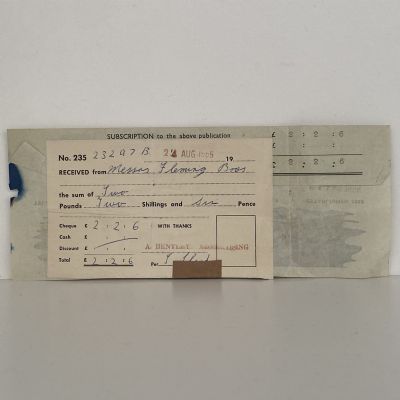 SUBSCRIPTION to the above publication
£ 2 : 2 : 6
£ 2 : 2 : 6
No. 235 23297B 24 AUG 1965 19
RECEIVED from Messrs Fleming Bros
the sum of Two
Pounds Two Shillings and six Pence
Cheque £ 2 : 2 : 6 WITH THANKS
Cash £
Discount £ A. BENTLEY
Total £ 2 : 2 : 6 Per